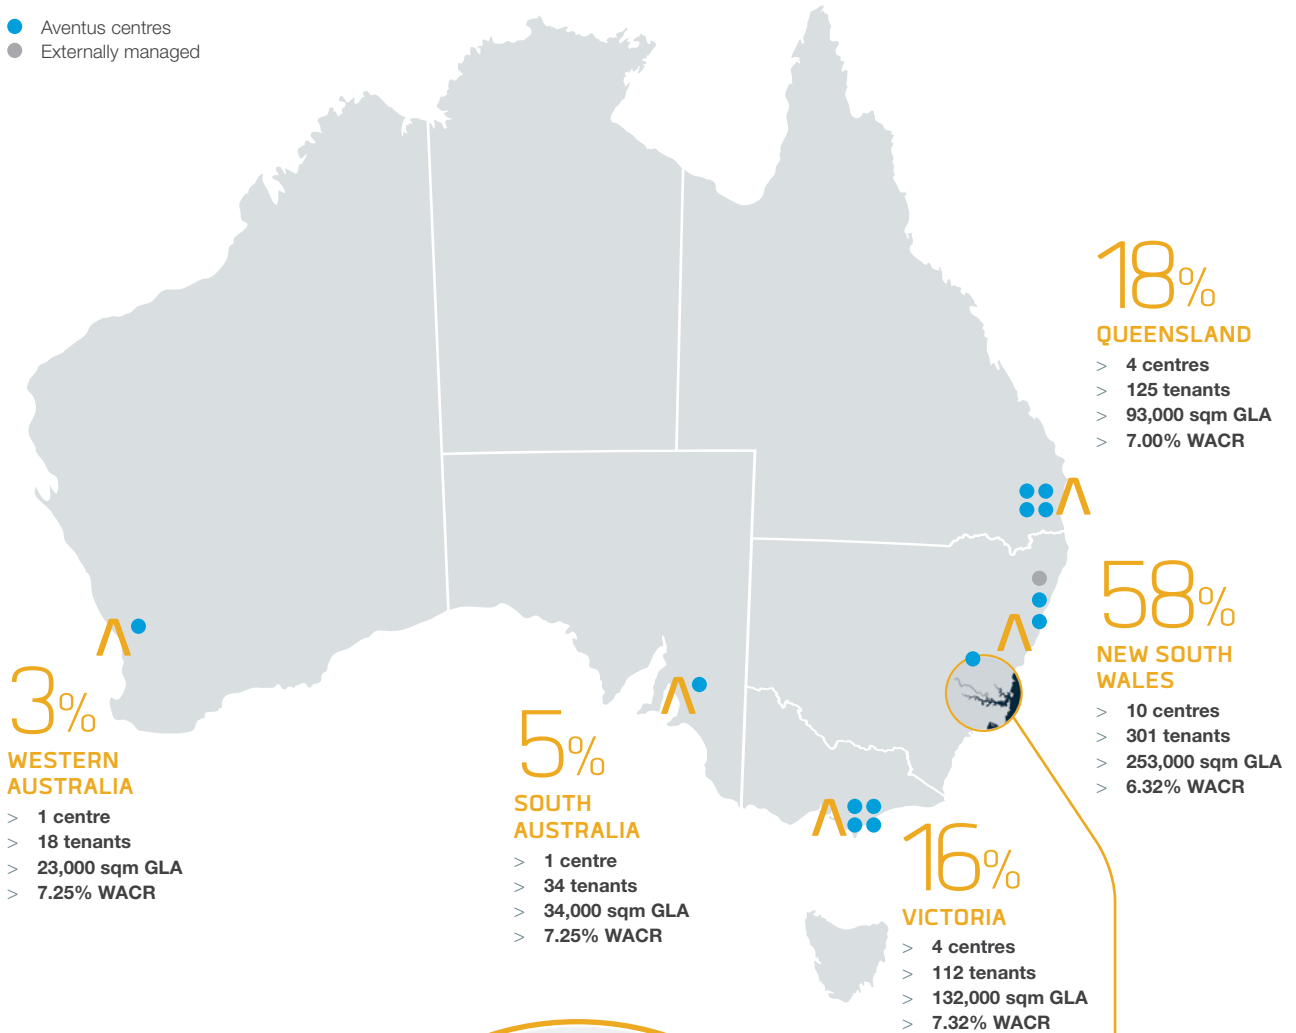 Aventus centres
Externally managed
18%
QUEENSLAND
> 4 centres
> 125 tenants
> 93,000 sqm GLA
> 7.00% WACR
58%
NEW SOUTH
WALES
> 10 centres
> 301 tenants
> 253,000 sqm GLA
> 6.32% WACR
3%
WESTERN
AUSTRALIA
> 1 centre
> 18 tenants
> 23,000 sqm GLA
> 7.25% WACR
5%
SOUTH
AUSTRALIA
> 1 centre
> 34 tenants
> 34,000 sqm GLA
> 7.25% WACR
16%
VICTORIA
> 4 centres
> 112 tenants
> 132,000 sqm GLA
> 7.32% WACR